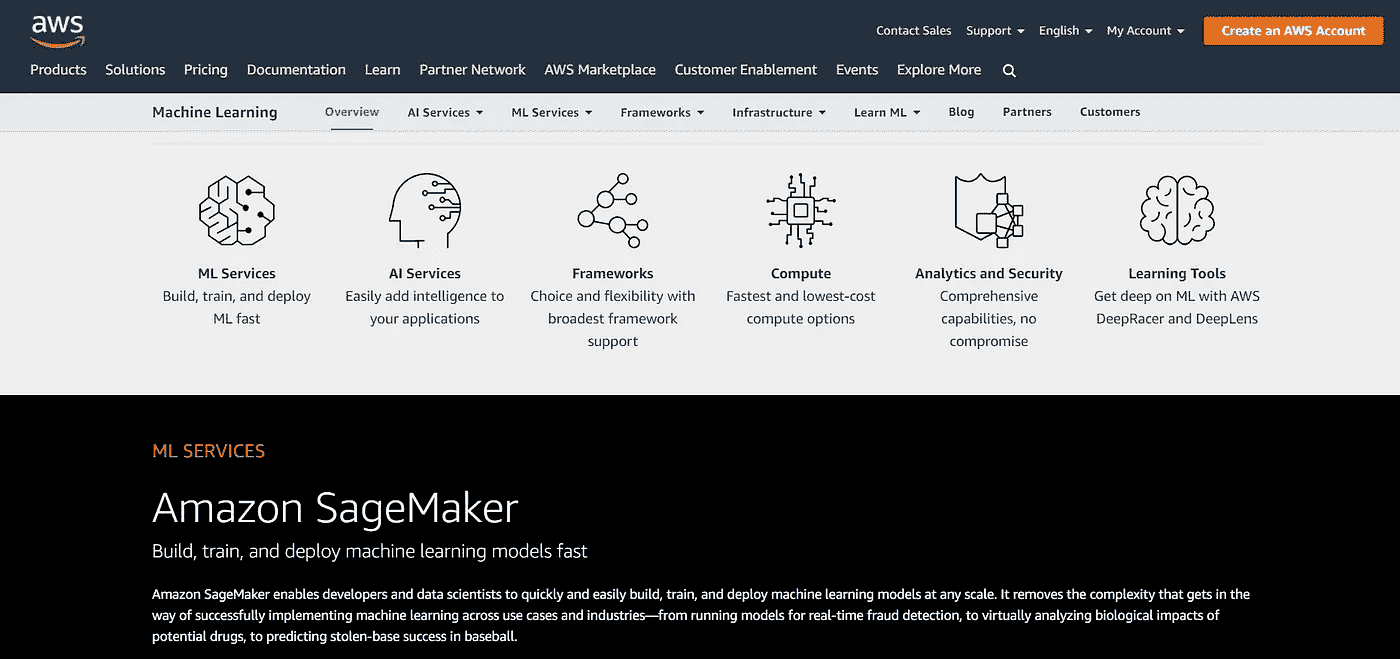 aws
Contact Sales Support English My Account Create an AWS Account
Products Solutions Pricing Documentation Learn Partner Network AWS Marketplace Customer Enablement Events Explore More
Machine Learning Overview AI Services ML Services Frameworks Infrastructure Learn ML Blog Partners Customers
ML Services
Build, train, and deploy
ML fast
AI Services
Easily add intelligence to
your applications
Frameworks
Choice and flexibility with
broadest framework
support
Compute
Fastest and lowest-cost
compute options
Analytics and Security
Comprehensive
capabilities, no
compromise
Learning Tools
Get deep on ML with AWS
DeepRacer and DeepLens
ML SERVICES
Amazon SageMaker
Build, train, and deploy machine learning models fast
Amazon SageMaker enables developers and data scientists to quickly and easily build, train, and deploy machine learning models at any scale. It removes the complexity that gets in the
way of successfully implementing machine learning across use cases and industries—from running models for real-time fraud detection, to virtually analyzing biological impacts of
potential drugs, to predicting stolen-base success in baseball.